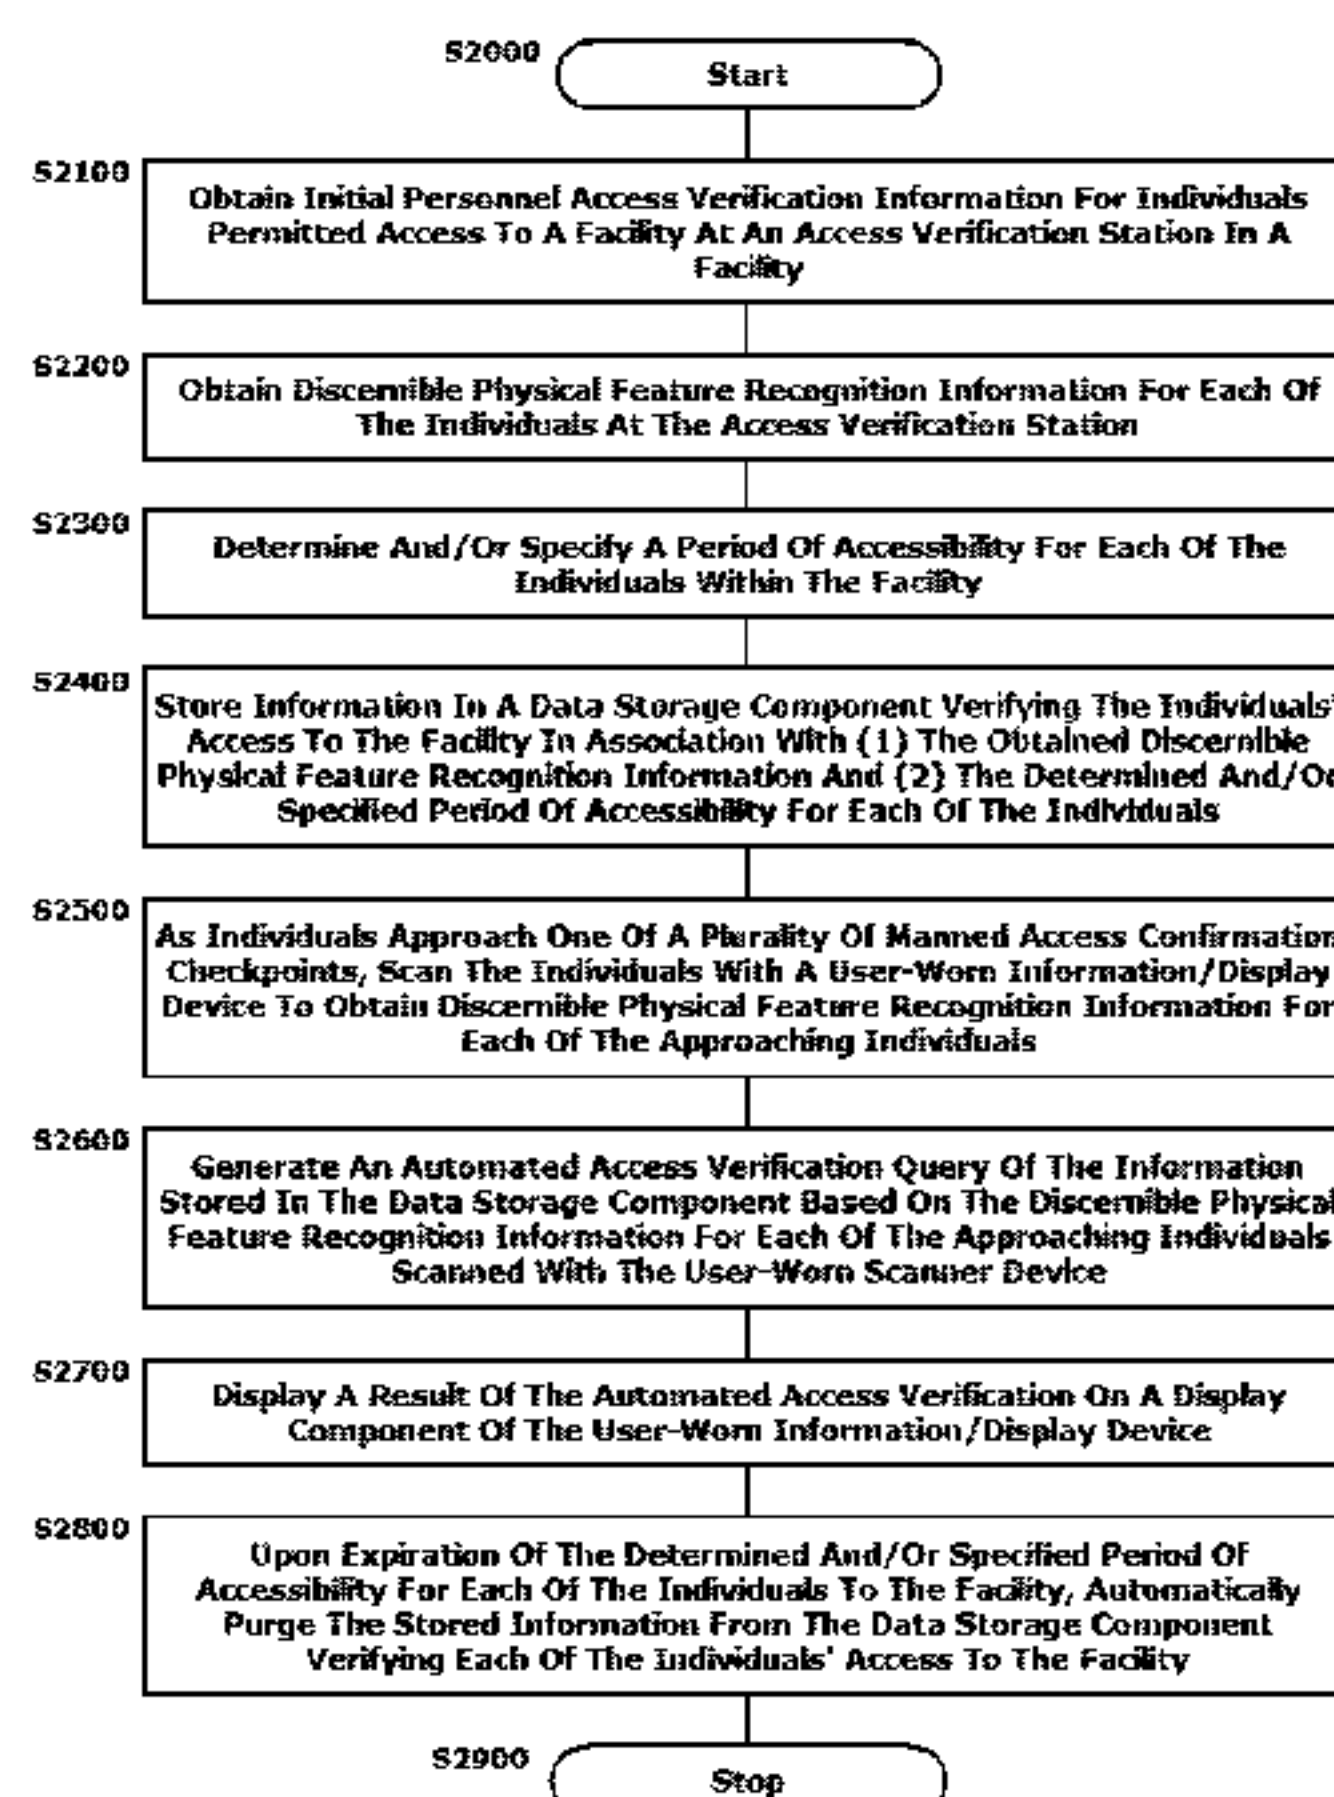 S2000
Start
S2100
Obtain Initial Personnel Access Verification Information For Individuals
Permitted Access To A Facility At An Access Verification Station In A
Facility
S2200
Obtain Discernible Physical Feature Recognition Information For Each Of
The Individuals At The Access Verification Station
S2300
Determine And/Or Specify A Period Of Accessibility For Each Of The
Individuals Within The Facility
S2400
Store Information In A Data Storage Component Verifying The Individuals'
Access To The Facility In Association With (1) The Obtained Discernible
Physical Feature Recognition Information And (2) The Determined And/Or
Specified Period Of Accessibility For Each Of The Individuals
S2500
As Individuals Approach One Of A Plurality Of Manned Access Confirmation
Checkpoints, Scan The Individuals With A User-Worn Information/Display
Device To Obtain Discernible Physical Feature Recognition Information For
Each Of The Approaching Individuals
S2600
Generate An Automated Access Verification Query Of The Information
Stored In The Data Storage Component Based On The Discernible Physical
Feature Recognition Information For Each Of The Approaching Individuals
Scanned With The User-Worn Scanner Device
S2700
Display A Result Of The Automated Access Verification On A Display
Component Of The User-Worn Information/Display Device
S2800
Upon Expiration Of The Determined And/Or Specified Period Of
Accessibility For Each Of The Individuals To The Facility, Automatically
Purge The Stored Information From The Data Storage Component
Verifying Each Of The Individuals' Access To The Facility
S2900
Stop